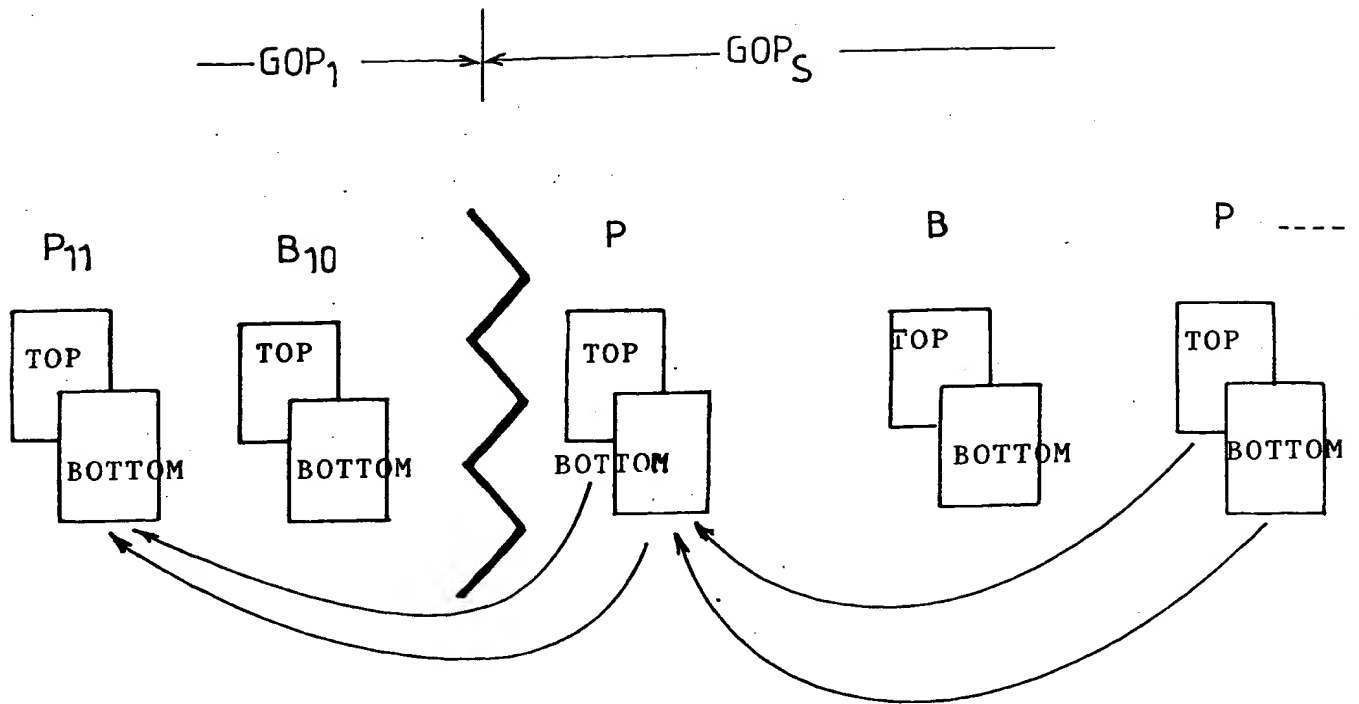 GOP₁ GOPₛ
P₁₁ B₁₀ P B P ----
TOP TOP TOP TOP TOP
BOTTOM BOTTOM BOTTOM BOTTOM BOTTOM